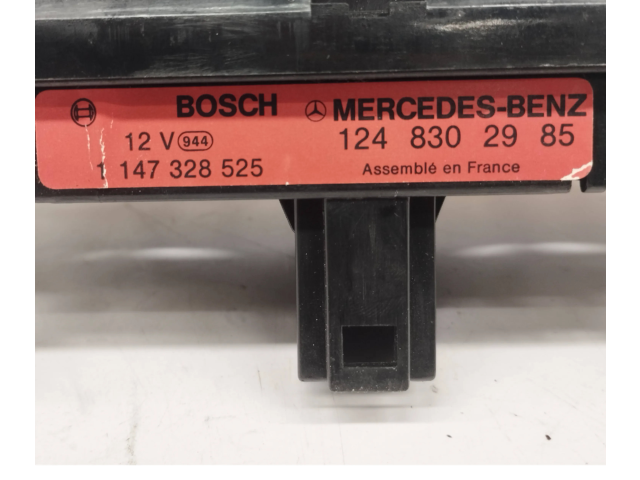 BOSCH MERCEDES-BENZ
12 V 944 124 830 29 85
1 147 328 525 Assemblé en France